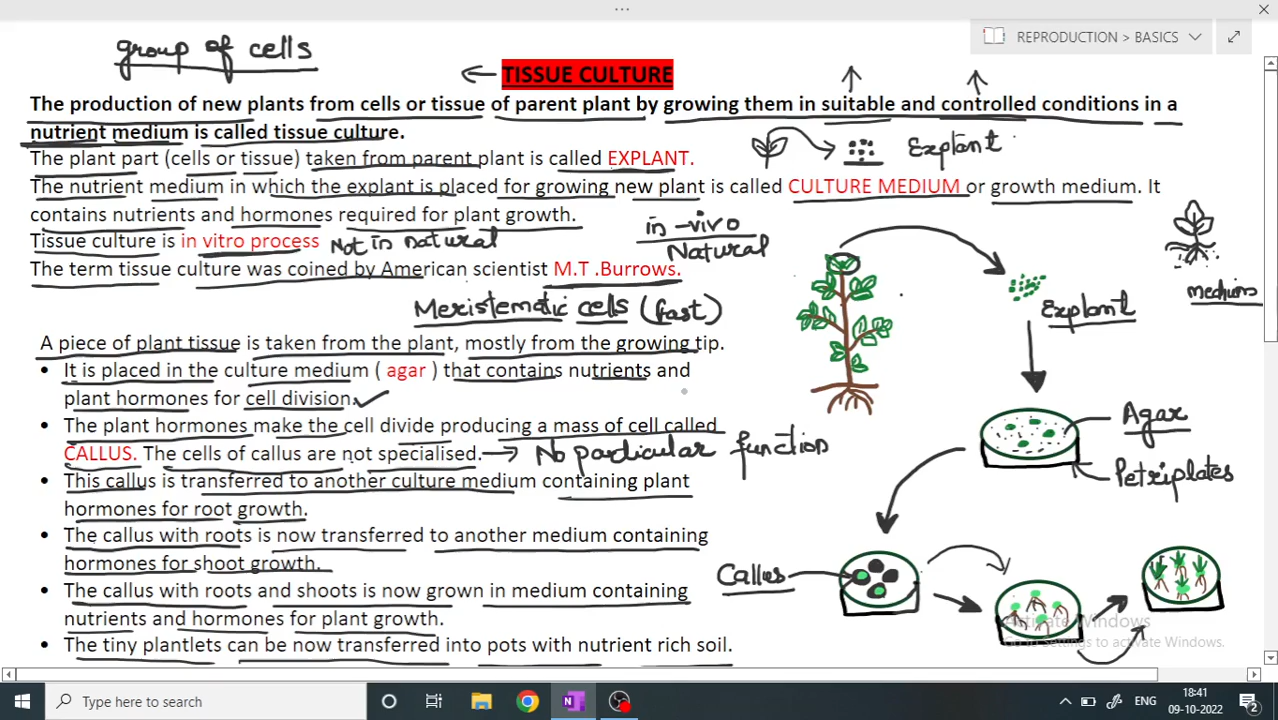 ...
REPRODUCTION > BASICS
group of cells
TISSUE CULTURE
The production of new plants from cells or tissue of parent plant by growing them in suitable and controlled conditions in a
nutrient medium is called tissue culture.
Explant
The plant part (cells or tissue) taken from parent plant is called EXPLANT.
The nutrient medium in which the explant is placed for growing new plant is called CULTURE MEDIUM or growth medium. It
contains nutrients and hormones required for plant growth.
in-vivo
Natural
Tissue culture is in vitro process Not in natural
The term tissue culture was coined by American scientist M.T .Burrows.
mediums
Explant
Meristematic cells (fast)
A piece of plant tissue is taken from the plant, mostly from the growing tip.
• It is placed in the culture medium ( agar ) that contains nutrients and
plant hormones for cell division.
• The plant hormones make the cell divide producing a mass of cell called
CALLUS. The cells of callus are not specialised. → No particular function
Agar
Petriplates
• This callus is transferred to another culture medium containing plant
hormones for root growth.
• The callus with roots is now transferred to another medium containing
hormones for shoot growth.
Callus
• The callus with roots and shoots is now grown in medium containing
nutrients and hormones for plant growth.
• The tiny plantlets can be now transferred into pots with nutrient rich soil.
Activate Windows
Go to Settings to activate Windows.
Type here to search
ENG
18:41
09-10-2022
2